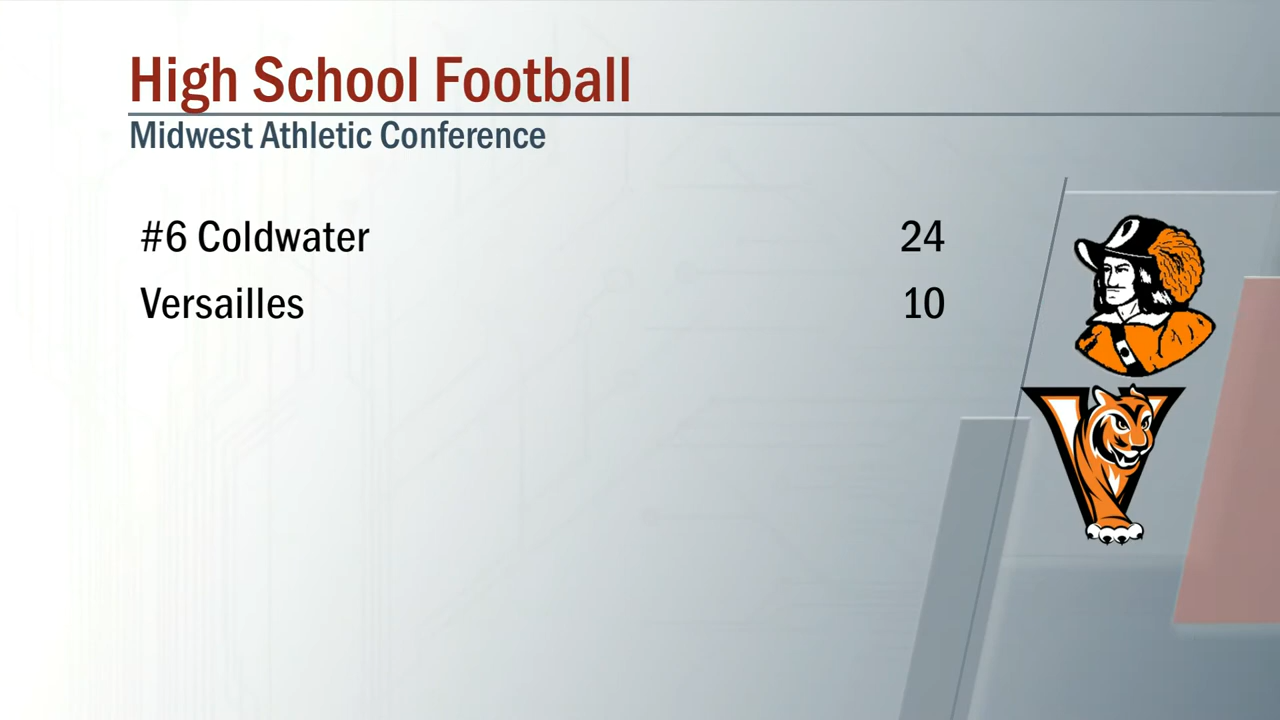 High School Football
Midwest Athletic Conference
#6 Coldwater 24
Versailles 10
V